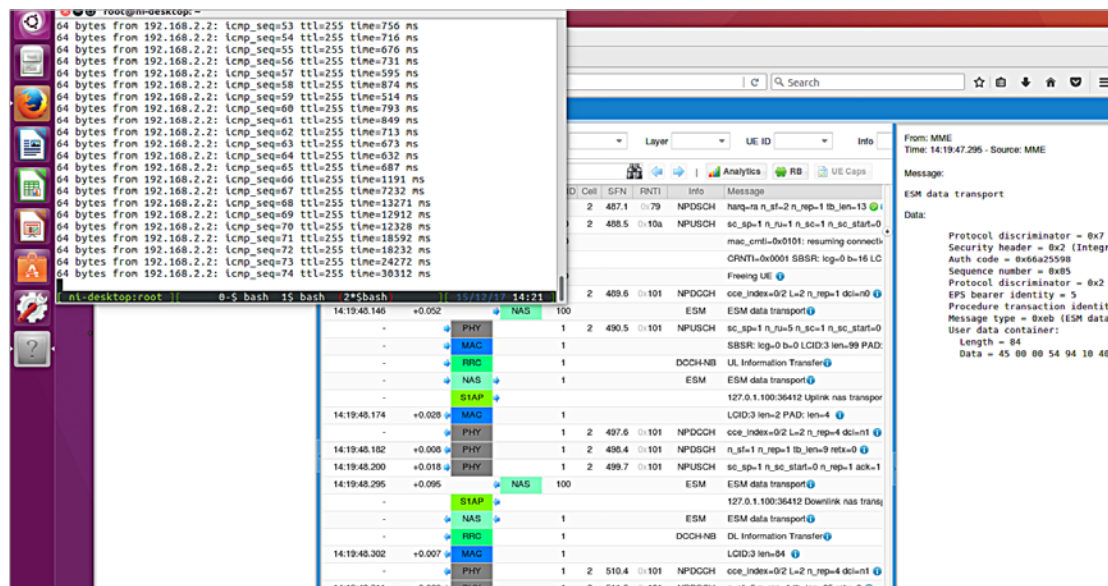 root@ni-desktop: ~
64 bytes from 192.168.2.2: icmp_seq=53 ttl=255 time=756 ms
64 bytes from 192.168.2.2: icmp_seq=54 ttl=255 time=716 ms
64 bytes from 192.168.2.2: icmp_seq=55 ttl=255 time=676 ms
64 bytes from 192.168.2.2: icmp_seq=56 ttl=255 time=731 ms
64 bytes from 192.168.2.2: icmp_seq=57 ttl=255 time=595 ms
64 bytes from 192.168.2.2: icmp_seq=58 ttl=255 time=874 ms
64 bytes from 192.168.2.2: icmp_seq=59 ttl=255 time=514 ms
64 bytes from 192.168.2.2: icmp_seq=60 ttl=255 time=793 ms
64 bytes from 192.168.2.2: icmp_seq=61 ttl=255 time=849 ms
64 bytes from 192.168.2.2: icmp_seq=62 ttl=255 time=713 ms
64 bytes from 192.168.2.2: icmp_seq=63 ttl=255 time=673 ms
64 bytes from 192.168.2.2: icmp_seq=64 ttl=255 time=632 ms
64 bytes from 192.168.2.2: icmp_seq=65 ttl=255 time=687 ms
64 bytes from 192.168.2.2: icmp_seq=66 ttl=255 time=1191 ms
64 bytes from 192.168.2.2: icmp_seq=67 ttl=255 time=7232 ms
64 bytes from 192.168.2.2: icmp_seq=68 ttl=255 time=13271 ms
64 bytes from 192.168.2.2: icmp_seq=69 ttl=255 time=12912 ms
64 bytes from 192.168.2.2: icmp_seq=70 ttl=255 time=12328 ms
64 bytes from 192.168.2.2: icmp_seq=71 ttl=255 time=18592 ms
64 bytes from 192.168.2.2: icmp_seq=72 ttl=255 time=18232 ms
64 bytes from 192.168.2.2: icmp_seq=73 ttl=255 time=24272 ms
64 bytes from 192.168.2.2: icmp_seq=74 ttl=255 time=30312 ms
[ ni-desktop:root ][ 0-$ bash 1$ bash (2*$bash) ][ 15/12/17 14:21 ]
Search
Layer UE ID Info
Analytics RB UE Caps
ID Cell SFN RNTI Info Message
2 487.1 0x79 NPDSCH harq=ra n_sf=2 n_rep=1 tb_len=13
2 488.5 0x10a NPUSCH sc_sp=1 n_ru=1 n_sc=1 n_sc_start=0
mac_crnti=0x0101: resuming connecti
CRNTI=0x0001 SBSR: lcg=0 b=16 LC
Freeing UE
2 489.6 0x101 NPDCCH cce_index=0/2 L=2 n_rep=1 dci=n0
14:19:48.146 +0.052 NAS 100 ESM ESM data transport
- PHY 1 2 490.5 0x101 NPUSCH sc_sp=1 n_ru=5 n_sc=1 n_sc_start=0
- MAC 1 SBSR: lcg=0 b=0 LCID:3 len=99 PAD:
- RRC 1 DCCH-NB UL Information Transfer
- NAS 1 ESM ESM data transport
- S1AP 127.0.1.100:36412 Uplink nas transpor
14:19:48.174 +0.028 MAC 1 LCID:3 len=2 PAD: len=4
- PHY 1 2 497.6 0x101 NPDCCH cce_index=0/2 L=2 n_rep=4 dci=n1
14:19:48.182 +0.008 PHY 1 2 498.4 0x101 NPDSCH n_sf=1 n_rep=1 tb_len=9 retx=0
14:19:48.200 +0.018 PHY 1 2 499.7 0x101 NPUSCH sc_sp=1 n_sc_start=0 n_rep=1 ack=1
14:19:48.295 +0.095 NAS 100 ESM ESM data transport
- S1AP 127.0.1.100:36412 Downlink nas transp
- NAS 1 ESM ESM data transport
- RRC 1 DCCH-NB DL Information Transfer
14:19:48.302 +0.007 MAC 1 LCID:3 len=84
- PHY 1 2 510.4 0x101 NPDCCH cce_index=0/2 L=2 n_rep=4 dci=n1
From: MME
Time: 14:19:47.295 - Source: MME
Message:
ESM data transport
Data:
Protocol discriminator = 0x7
Security header = 0x2 (Integr
Auth code = 0x66a25598
Sequence number = 0x05
Protocol discriminator = 0x2
EPS bearer identity = 5
Procedure transaction identit
Message type = 0xeb (ESM data
User data container:
Length = 84
Data = 45 00 00 54 94 10 40